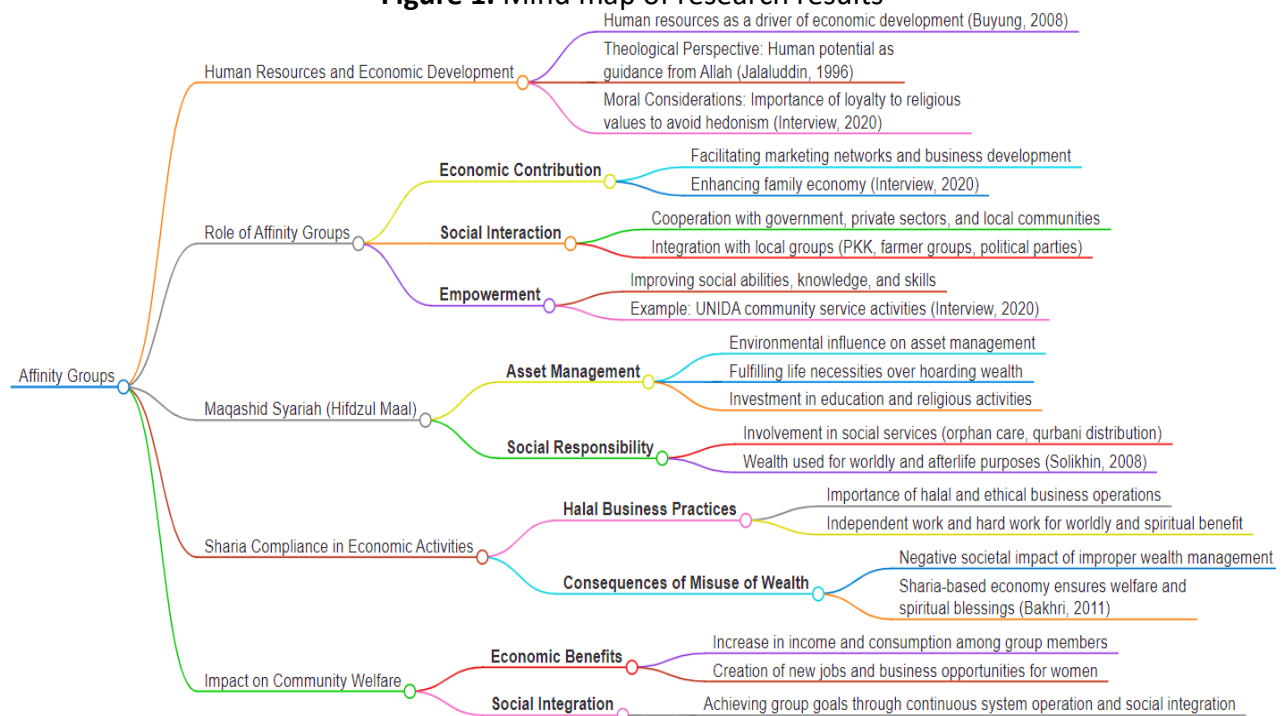 Figure 1. Mind map of research results
Human resources as a driver of economic development (Buyung, 2008)
Human Resources and Economic Development
Theological Perspective: Human potential as
guidance from Allah (Jalaluddin, 1996)
Moral Considerations: Importance of loyalty to religious
values to avoid hedonism (Interview, 2020)
Role of Affinity Groups
Economic Contribution
Facilitating marketing networks and business development
Enhancing family economy (Interview, 2020)
Social Interaction
Cooperation with government, private sectors, and local communities
Integration with local groups (PKK, farmer groups, political parties)
Empowerment
Improving social abilities, knowledge, and skills
Example: UNIDA community service activities (Interview, 2020)
Affinity Groups
Maqashid Syariah (Hifdzul Maal)
Asset Management
Environmental influence on asset management
Fulfilling life necessities over hoarding wealth
Investment in education and religious activities
Social Responsibility
Involvement in social services (orphan care, qurbani distribution)
Wealth used for worldly and afterlife purposes (Solikhin, 2008)
Sharia Compliance in Economic Activities
Halal Business Practices
Importance of halal and ethical business operations
Independent work and hard work for worldly and spiritual benefit
Consequences of Misuse of Wealth
Negative societal impact of improper wealth management
Sharia-based economy ensures welfare and
spiritual blessings (Bakhri, 2011)
Impact on Community Welfare
Economic Benefits
Increase in income and consumption among group members
Creation of new jobs and business opportunities for women
Social Integration
Achieving group goals through continuous system operation and social integration